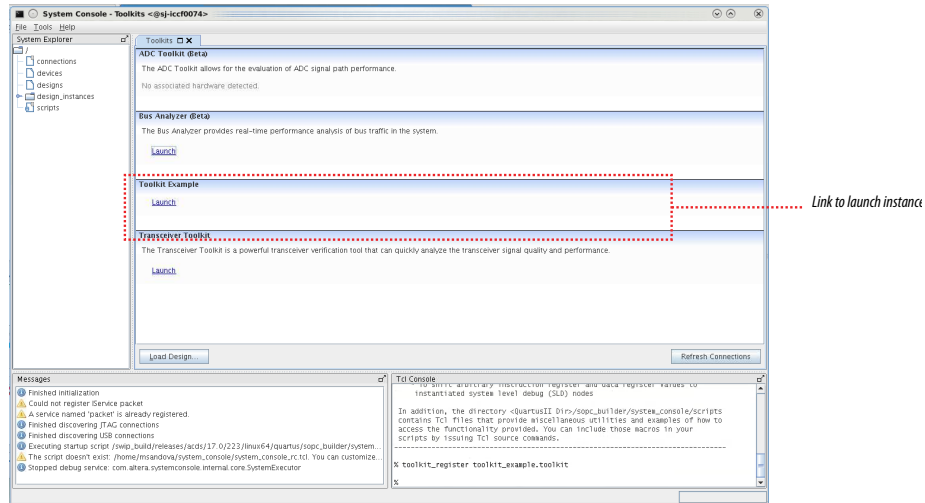 System Console - Toolkits <@sj-iccf0074>
File Tools Help
System Explorer
/
connections
devices
designs
design_instances
scripts
Toolkits
ADC Toolkit (Beta)
The ADC Toolkit allows for the evaluation of ADC signal path performance.
No associated hardware detected.
Bus Analyzer (Beta)
The Bus Analyzer provides real-time performance analysis of bus traffic in the system.
Launch
Toolkit Example
Launch
Link to launch instance
Transceiver Toolkit
The Transceiver Toolkit is a powerful transceiver verification tool that can quickly analyze the transceiver signal quality and performance.
Launch
Load Design...
Refresh Connections
Messages
Finished initialization
Could not register IService packet
A service named 'packet' is already registered.
Finished discovering JTAG connections
Finished discovering USB connections
Executing startup script /swip_build/releases/acds/17.0/223/linux64/quartus/sopc_builder/system...
The script doesn't exist: /home/msandova/system_console/system_console_rc.tcl. You can customize...
Stopped debug service: com.altera.systemconsole.internal.core.SystemExecutor
Tcl Console
- To shift arbitrary instruction register and data register values to
instantiated system level debug (SLD) nodes
In addition, the directory <QuartusII Dir>/sopc_builder/system_console/scripts
contains Tcl files that provide miscellaneous utilities and examples of how to
access the functionality provided. You can include those macros in your
scripts by issuing Tcl source commands.
-----------------------------------------------------------------------
% toolkit_register toolkit_example.toolkit
%